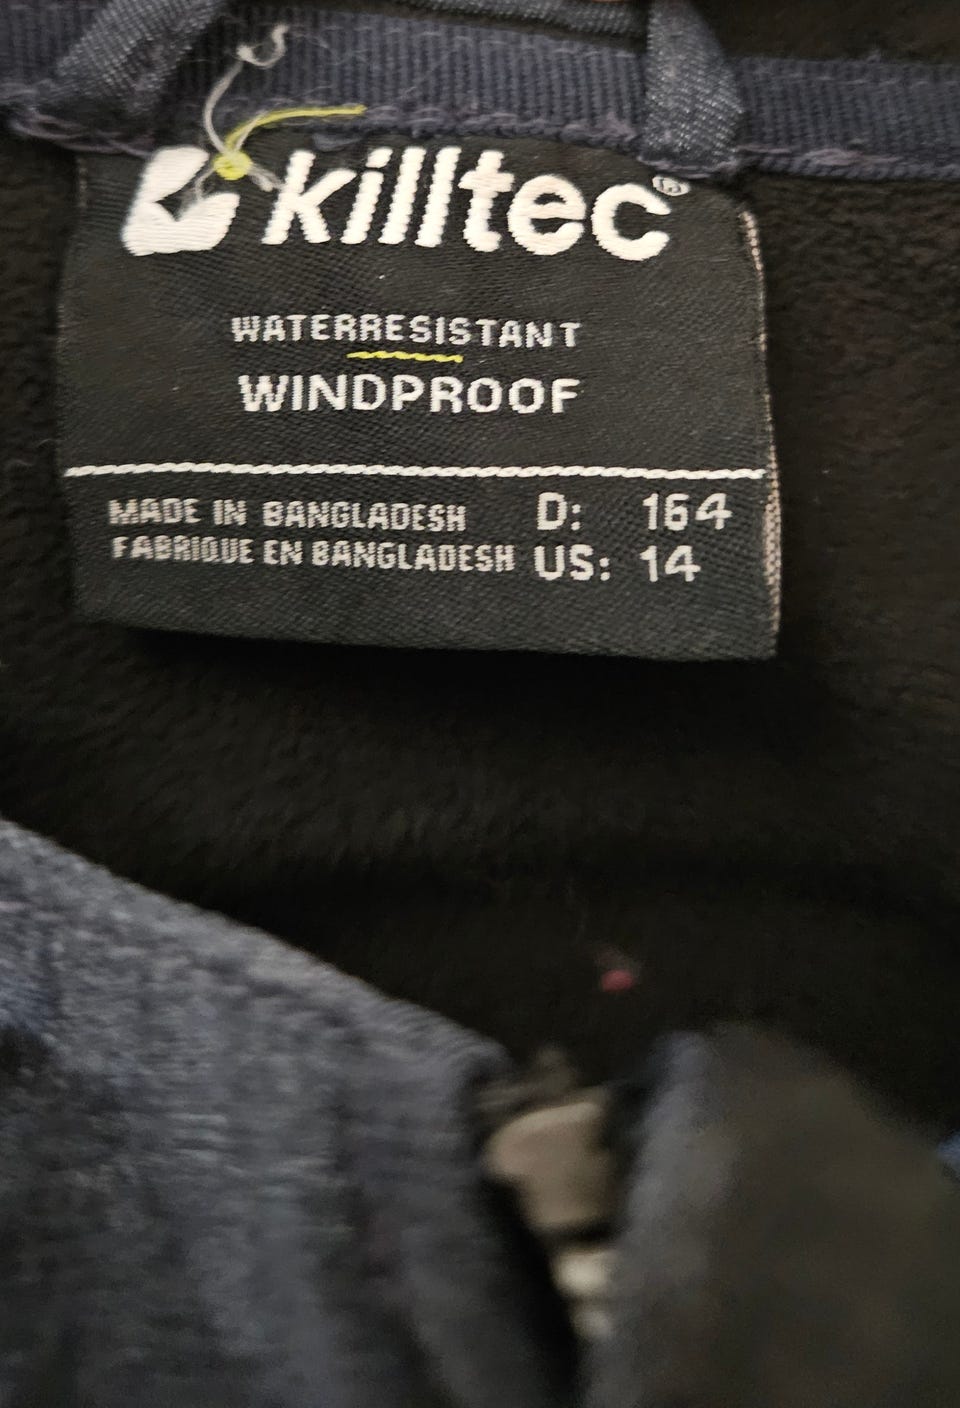 killtec®
WATERRESISTANT
WINDPROOF
MADE IN BANGLADESH D: 164
FABRIQUE EN BANGLADESH US: 14